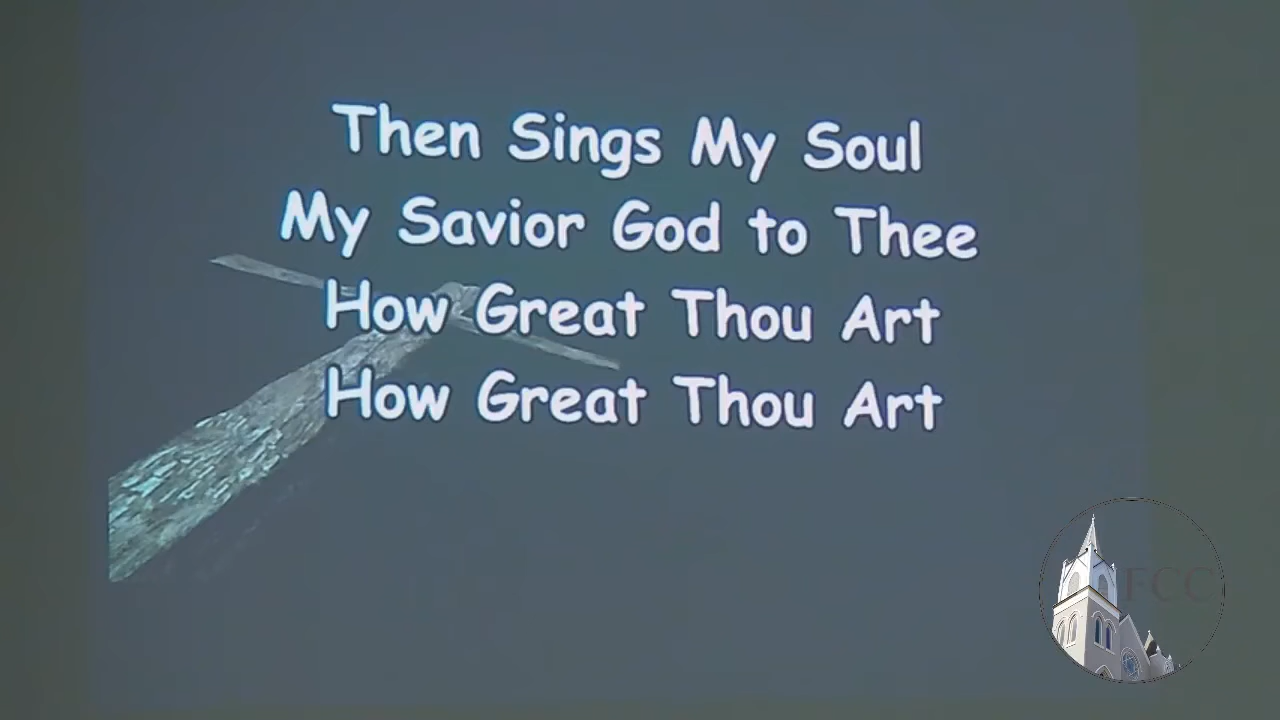 Then Sings My Soul
My Savior God to Thee
How Great Thou Art
How Great Thou Art
FCC